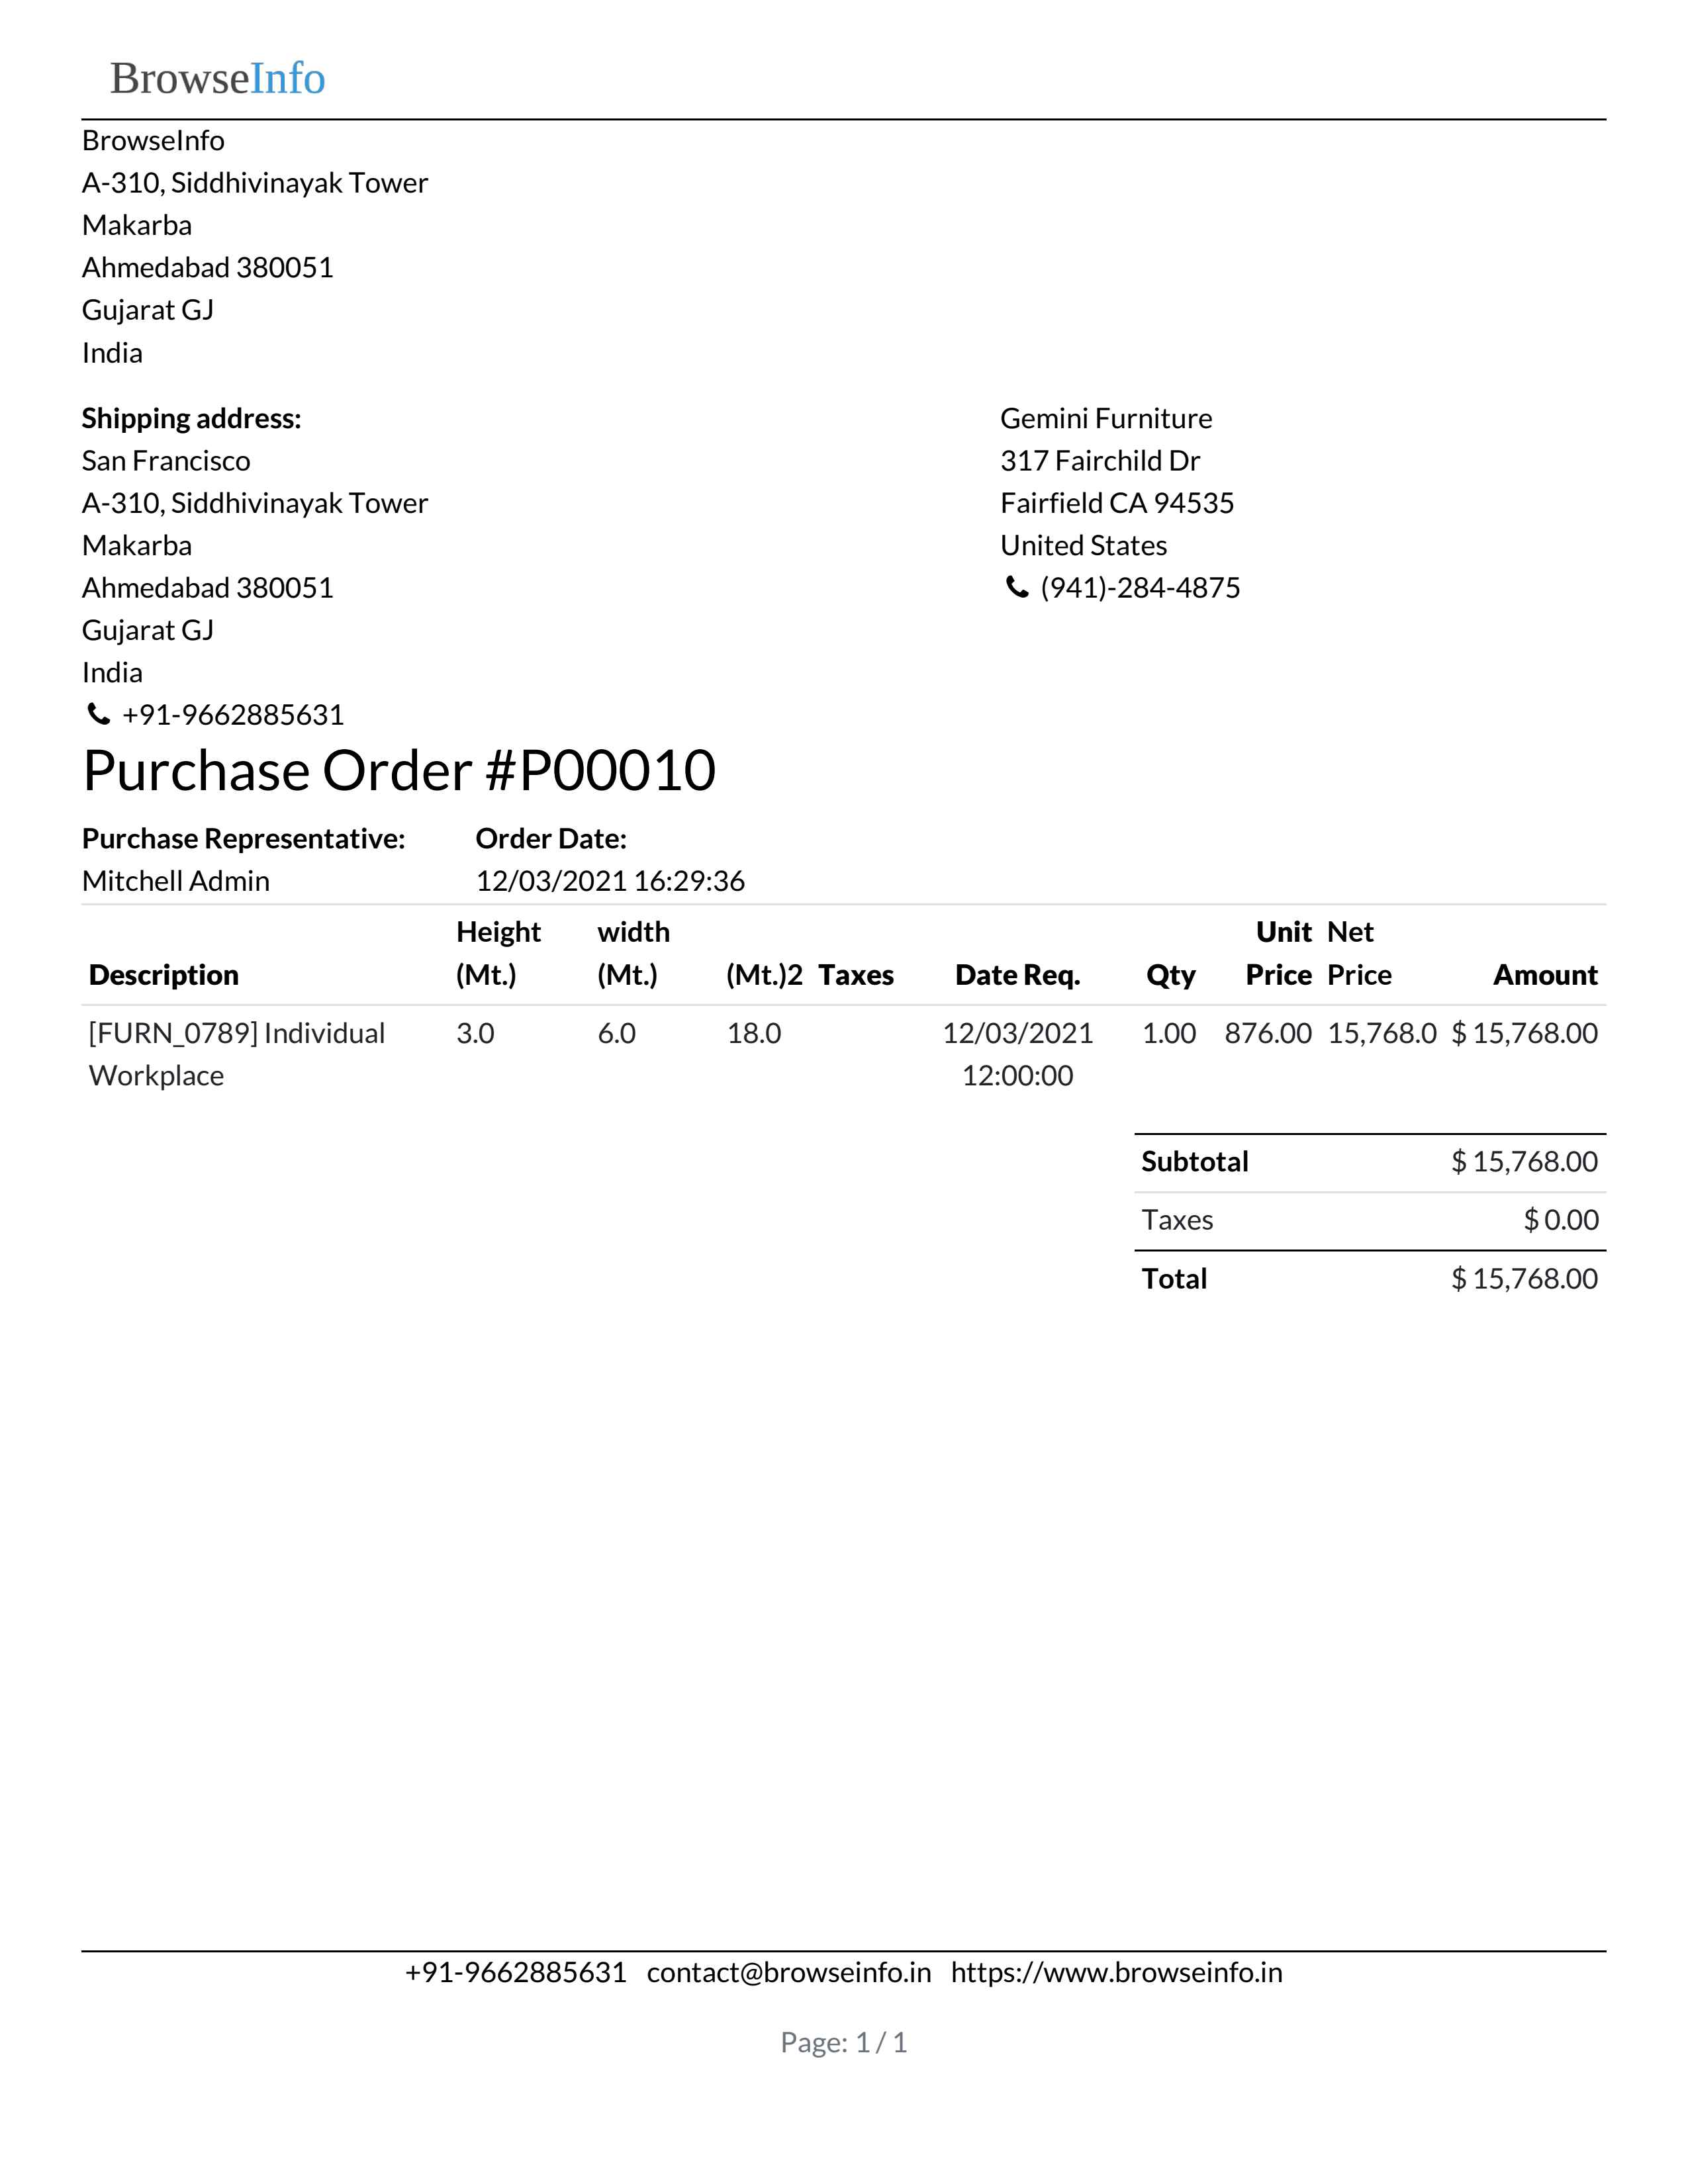 BrowseInfo
BrowseInfo
A-310, Siddhivinayak Tower
Makarba
Ahmedabad 380051
Gujarat GJ
India
Shipping address:
San Francisco
A-310, Siddhivinayak Tower
Makarba
Ahmedabad 380051
Gujarat GJ
India
+91-9662885631
Gemini Furniture
317 Fairchild Dr
Fairfield CA 94535
United States
(941)-284-4875
Purchase Order #P00010
Purchase Representative: Order Date:
Mitchell Admin 12/03/2021 16:29:36
Height width Unit Net
Description (Mt.) (Mt.) (Mt.)2 Taxes Date Req. Qty Price Price Amount
[FURN_0789] Individual 3.0 6.0 18.0 12/03/2021 1.00 876.00 15,768.0 $ 15,768.00
Workplace 12:00:00
Subtotal $ 15,768.00
Taxes $ 0.00
Total $ 15,768.00
+91-9662885631 contact@browseinfo.in https://www.browseinfo.in
Page: 1 / 1